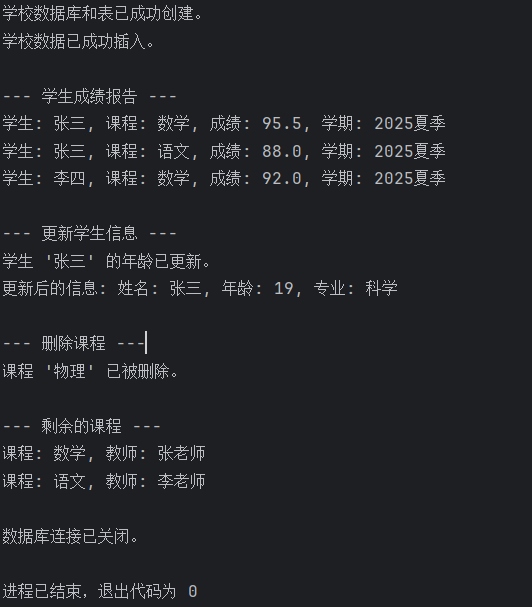 学校数据库和表已成功创建。
学校数据已成功插入。
--- 学生成绩报告 ---
学生: 张三, 课程: 数学, 成绩: 95.5, 学期: 2025夏季
学生: 张三, 课程: 语文, 成绩: 88.0, 学期: 2025夏季
学生: 李四, 课程: 数学, 成绩: 92.0, 学期: 2025夏季
--- 更新学生信息 ---
学生 '张三' 的年龄已更新。
更新后的信息: 姓名: 张三, 年龄: 19, 专业: 科学
--- 删除课程 ---
课程 '物理' 已被删除。
--- 剩余的课程 ---
课程: 数学, 教师: 张老师
课程: 语文, 教师: 李老师
数据库连接已关闭。
进程已结束，退出代码为 0